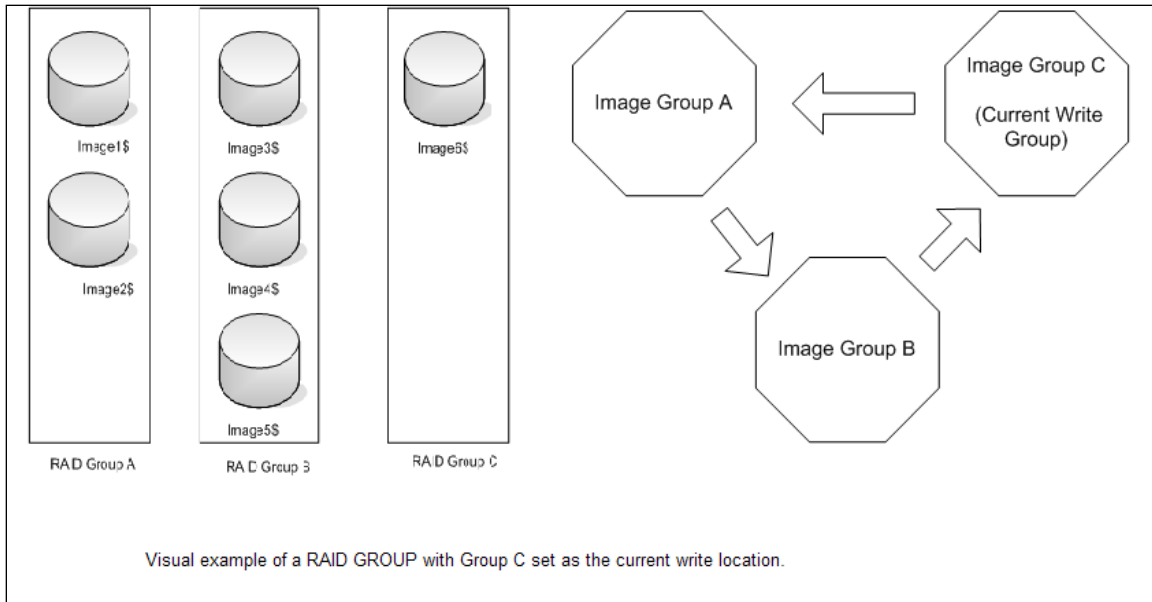 Image1$
Image2$
RAID Group A
Image3$
Image4$
Image5$
RAID Group B
Image6$
RAID Group C
Image Group A
Image Group C
(Current Write
Group)
Image Group B
Visual example of a RAID GROUP with Group C set as the current write location.